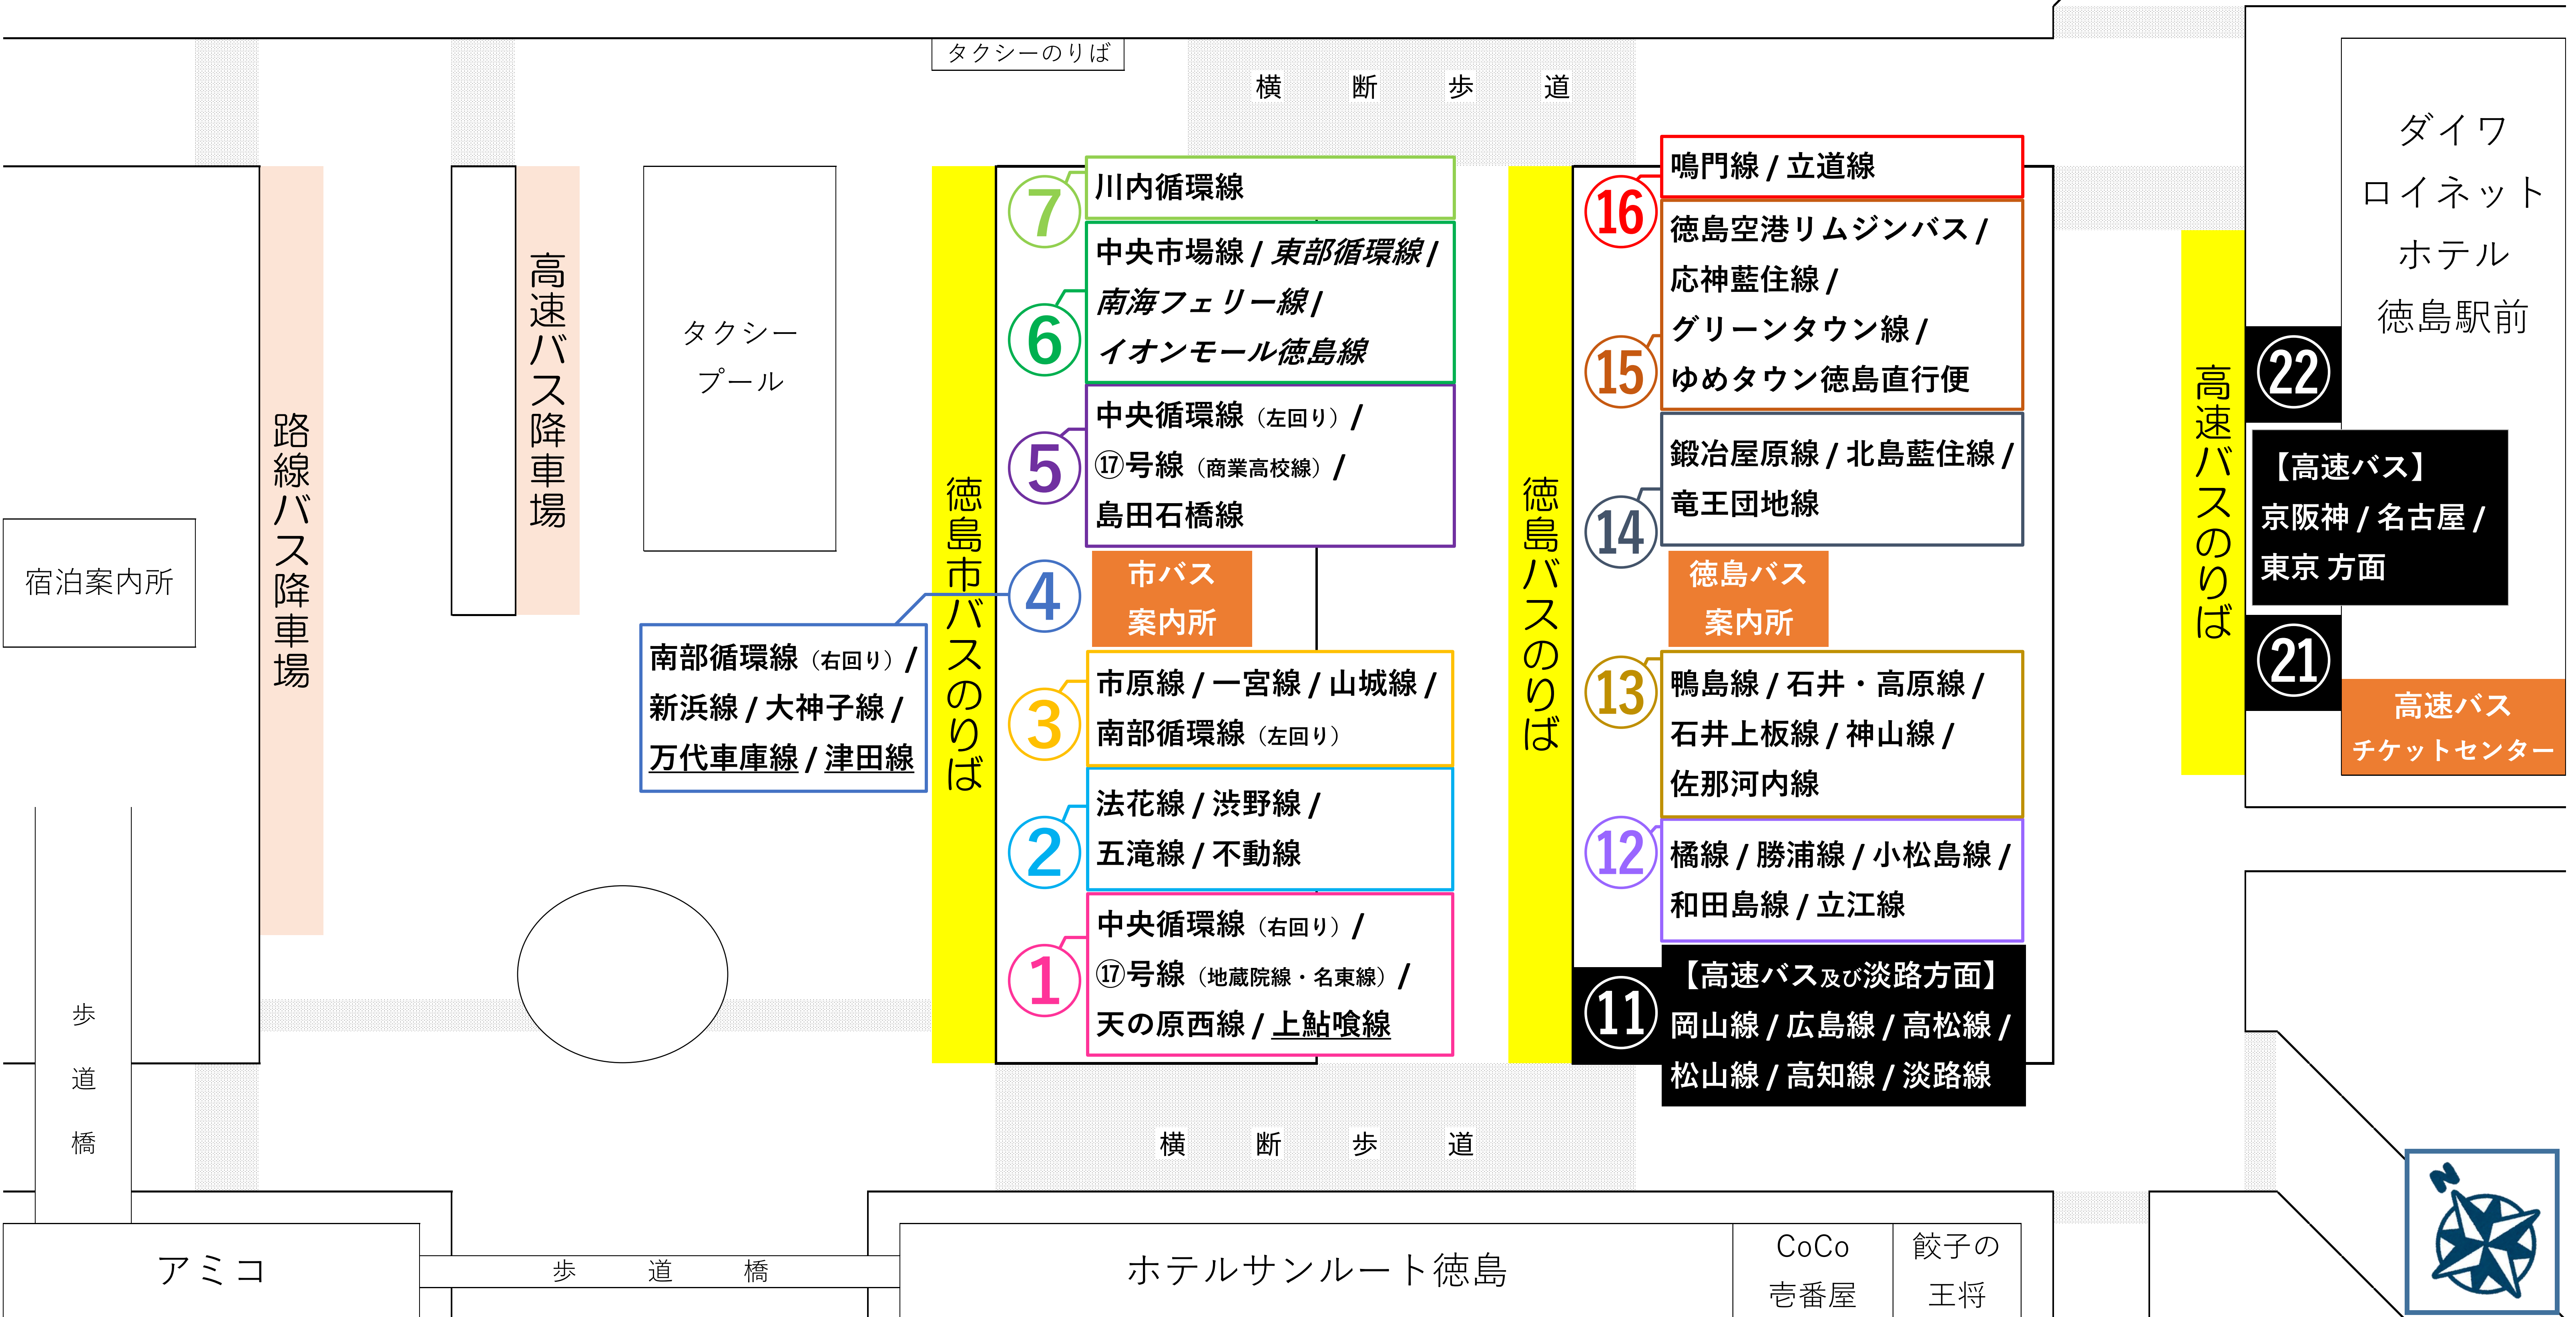 タクシーのりば
横断歩道
ダイワ
ロイネット
ホテル
徳島駅前
路線バス降車場
高速バス降車場
タクシー
プール
宿泊案内所
徳島市バスのりば
⑦
川内循環線
⑥
中央市場線 / 東部循環線 /
南海フェリー線 /
イオンモール徳島線
⑤
中央循環線（左回り）/
⑰号線（商業高校線）/
島田石橋線
④
市バス
案内所
南部循環線（右回り）/
新浜線 / 大神子線 /
万代車庫線 / 津田線
③
市原線 / 一宮線 / 山城線 /
南部循環線（左回り）
②
法花線 / 渋野線 /
五滝線 / 不動線
①
中央循環線（右回り）/
⑰号線（地蔵院線・名東線）/
天の原西線 / 上鮎喰線
徳島バスのりば
⑯
鳴門線 / 立道線
⑮
徳島空港リムジンバス /
応神藍住線 /
グリーンタウン線 /
ゆめタウン徳島直行便
⑭
鍛冶屋原線 / 北島藍住線 /
竜王団地線
徳島バス
案内所
⑬
鴨島線 / 石井・高原線 /
石井上板線 / 神山線 /
佐那河内線
⑫
橘線 / 勝浦線 / 小松島線 /
和田島線 / 立江線
⑪
【高速バス及び淡路方面】
岡山線 / 広島線 / 高松線 /
松山線 / 高知線 / 淡路線
高速バスのりば
㉒
【高速バス】
京阪神 / 名古屋 /
東京 方面
㉑
高速バス
チケットセンター
歩道橋
横断歩道
アミコ
歩道橋
ホテルサンルート徳島
CoCo
壱番屋
餃子の
王将
N